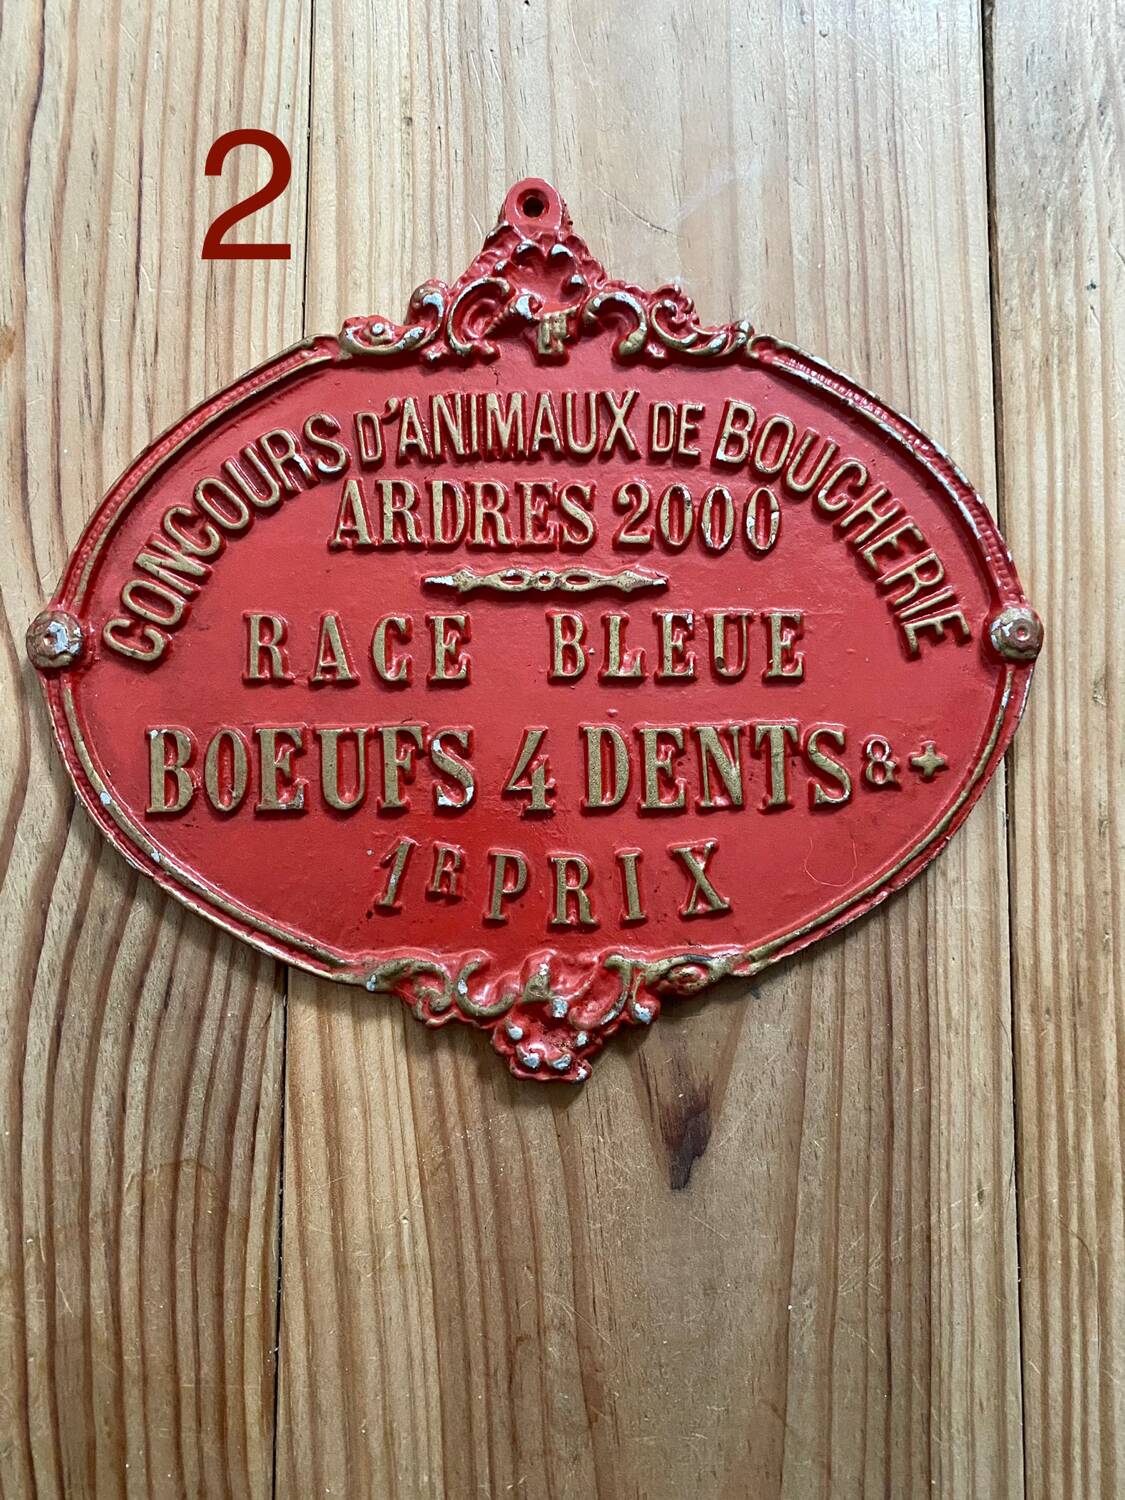 2
CONCOURS D'ANIMAUX DE BOUCHERIE
ARDRES 2000
RACE BLEUE
BOEUFS 4 DENTS & +
1R PRIX